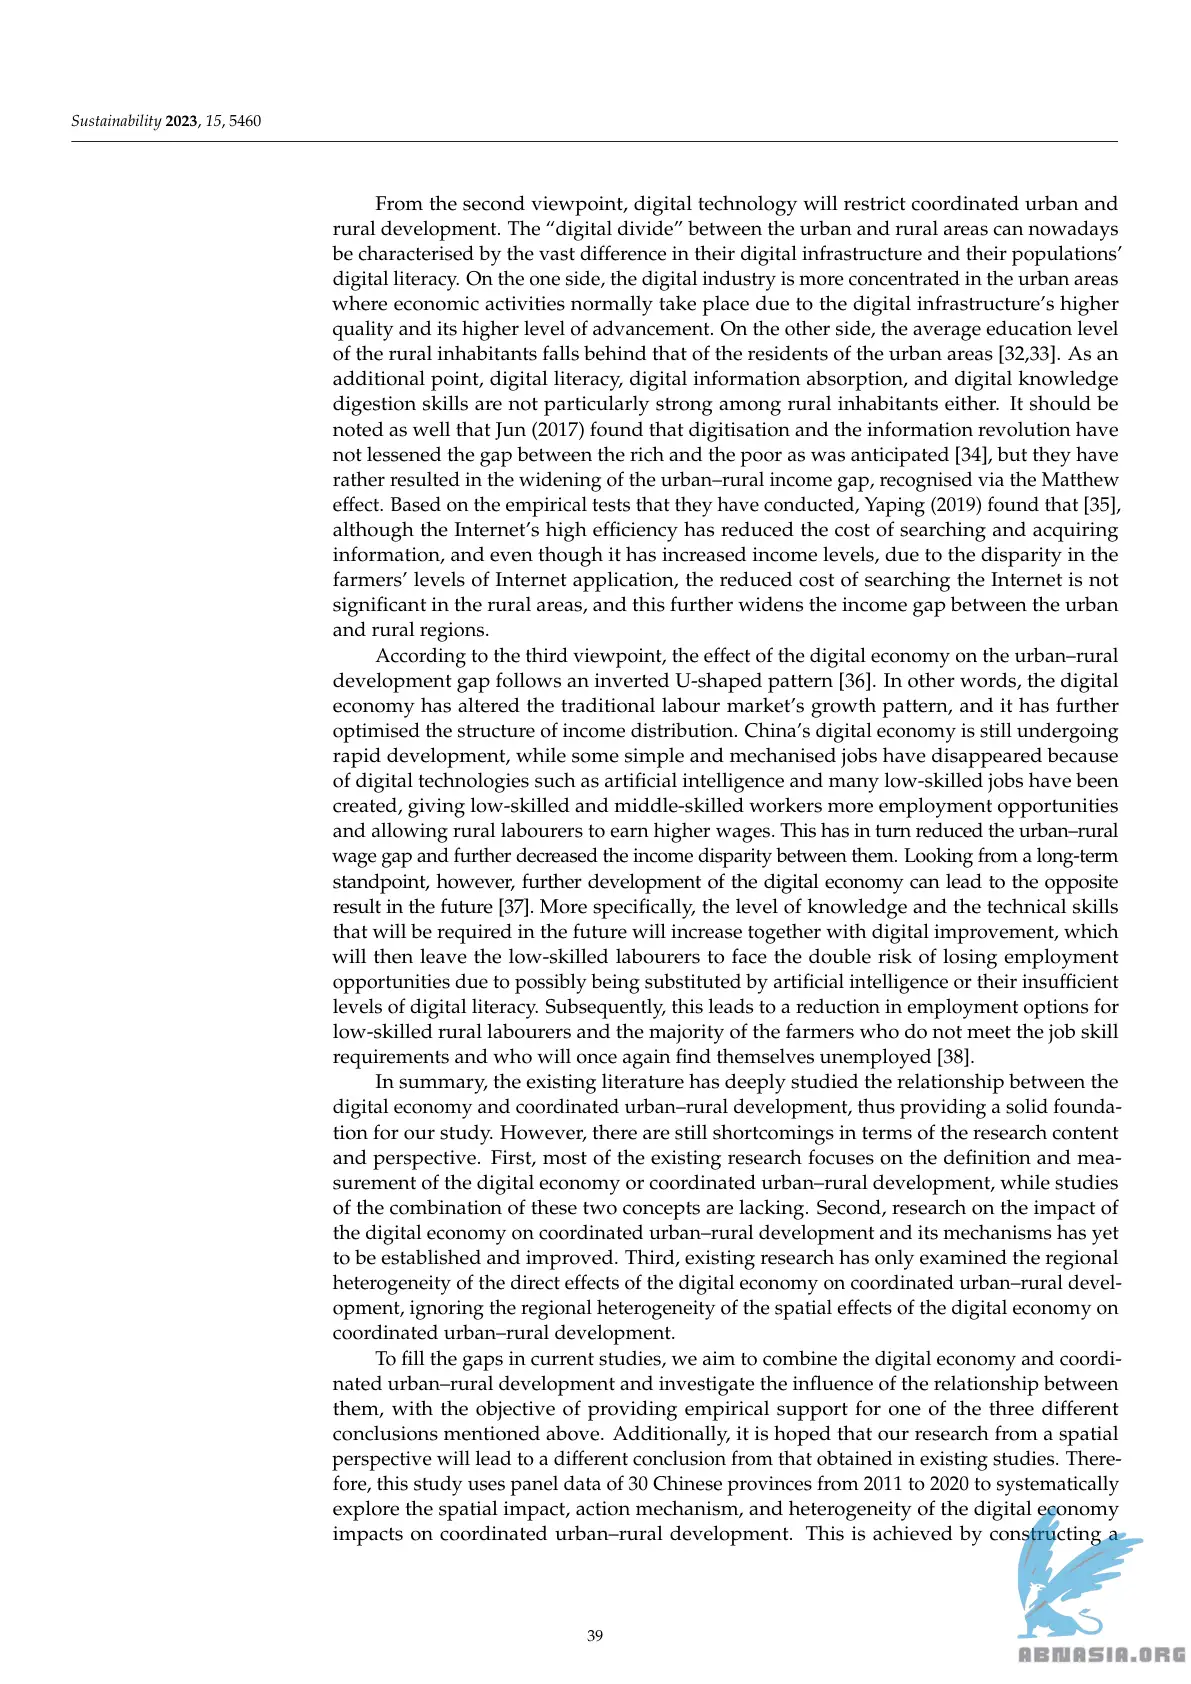 Sustainability 2023, 15, 5460
From the second viewpoint, digital technology will restrict coordinated urban and
rural development. The “digital divide” between the urban and rural areas can nowadays
be characterised by the vast difference in their digital infrastructure and their populations’
digital literacy. On the one side, the digital industry is more concentrated in the urban areas
where economic activities normally take place due to the digital infrastructure’s higher
quality and its higher level of advancement. On the other side, the average education level
of the rural inhabitants falls behind that of the residents of the urban areas [32,33]. As an
additional point, digital literacy, digital information absorption, and digital knowledge
digestion skills are not particularly strong among rural inhabitants either. It should be
noted as well that Jun (2017) found that digitisation and the information revolution have
not lessened the gap between the rich and the poor as was anticipated [34], but they have
rather resulted in the widening of the urban–rural income gap, recognised via the Matthew
effect. Based on the empirical tests that they have conducted, Yaping (2019) found that [35],
although the Internet’s high efficiency has reduced the cost of searching and acquiring
information, and even though it has increased income levels, due to the disparity in the
farmers’ levels of Internet application, the reduced cost of searching the Internet is not
significant in the rural areas, and this further widens the income gap between the urban
and rural regions.
According to the third viewpoint, the effect of the digital economy on the urban–rural
development gap follows an inverted U-shaped pattern [36]. In other words, the digital
economy has altered the traditional labour market’s growth pattern, and it has further
optimised the structure of income distribution. China’s digital economy is still undergoing
rapid development, while some simple and mechanised jobs have disappeared because
of digital technologies such as artificial intelligence and many low-skilled jobs have been
created, giving low-skilled and middle-skilled workers more employment opportunities
and allowing rural labourers to earn higher wages. This has in turn reduced the urban–rural
wage gap and further decreased the income disparity between them. Looking from a long-term
standpoint, however, further development of the digital economy can lead to the opposite
result in the future [37]. More specifically, the level of knowledge and the technical skills
that will be required in the future will increase together with digital improvement, which
will then leave the low-skilled labourers to face the double risk of losing employment
opportunities due to possibly being substituted by artificial intelligence or their insufficient
levels of digital literacy. Subsequently, this leads to a reduction in employment options for
low-skilled rural labourers and the majority of the farmers who do not meet the job skill
requirements and who will once again find themselves unemployed [38].
In summary, the existing literature has deeply studied the relationship between the
digital economy and coordinated urban–rural development, thus providing a solid founda-
tion for our study. However, there are still shortcomings in terms of the research content
and perspective. First, most of the existing research focuses on the definition and mea-
surement of the digital economy or coordinated urban–rural development, while studies
of the combination of these two concepts are lacking. Second, research on the impact of
the digital economy on coordinated urban–rural development and its mechanisms has yet
to be established and improved. Third, existing research has only examined the regional
heterogeneity of the direct effects of the digital economy on coordinated urban–rural devel-
opment, ignoring the regional heterogeneity of the spatial effects of the digital economy on
coordinated urban–rural development.
To fill the gaps in current studies, we aim to combine the digital economy and coordi-
nated urban–rural development and investigate the influence of the relationship between
them, with the objective of providing empirical support for one of the three different
conclusions mentioned above. Additionally, it is hoped that our research from a spatial
perspective will lead to a different conclusion from that obtained in existing studies. There-
fore, this study uses panel data of 30 Chinese provinces from 2011 to 2020 to systematically
explore the spatial impact, action mechanism, and heterogeneity of the digital economy
impacts on coordinated urban–rural development. This is achieved by constructing a
39
ABNASIA.ORG